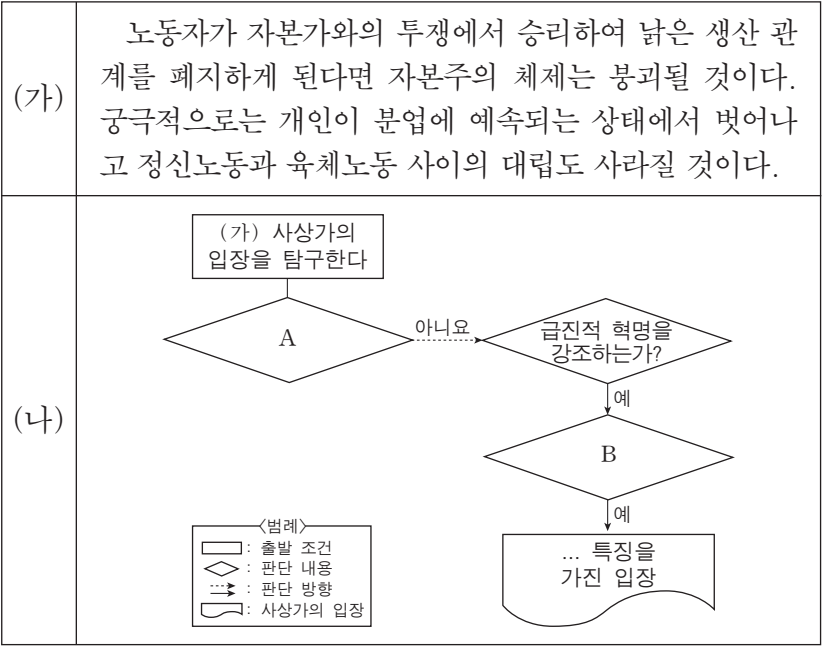 (가)
노동자가 자본가와의 투쟁에서 승리하여 낡은 생산 관
계를 폐지하게 된다면 자본주의 체제는 붕괴될 것이다.
궁극적으로는 개인이 분업에 예속되는 상태에서 벗어나
고 정신노동과 육체노동 사이의 대립도 사라질 것이다.
(나)
(가) 사상가의
입장을 탐구한다
A
아니요
급진적 혁명을
강조하는가?
예
B
예
... 특징을
가진 입장
〈범례〉
: 출발 조건
: 판단 내용
: 판단 방향
: 사상가의 입장